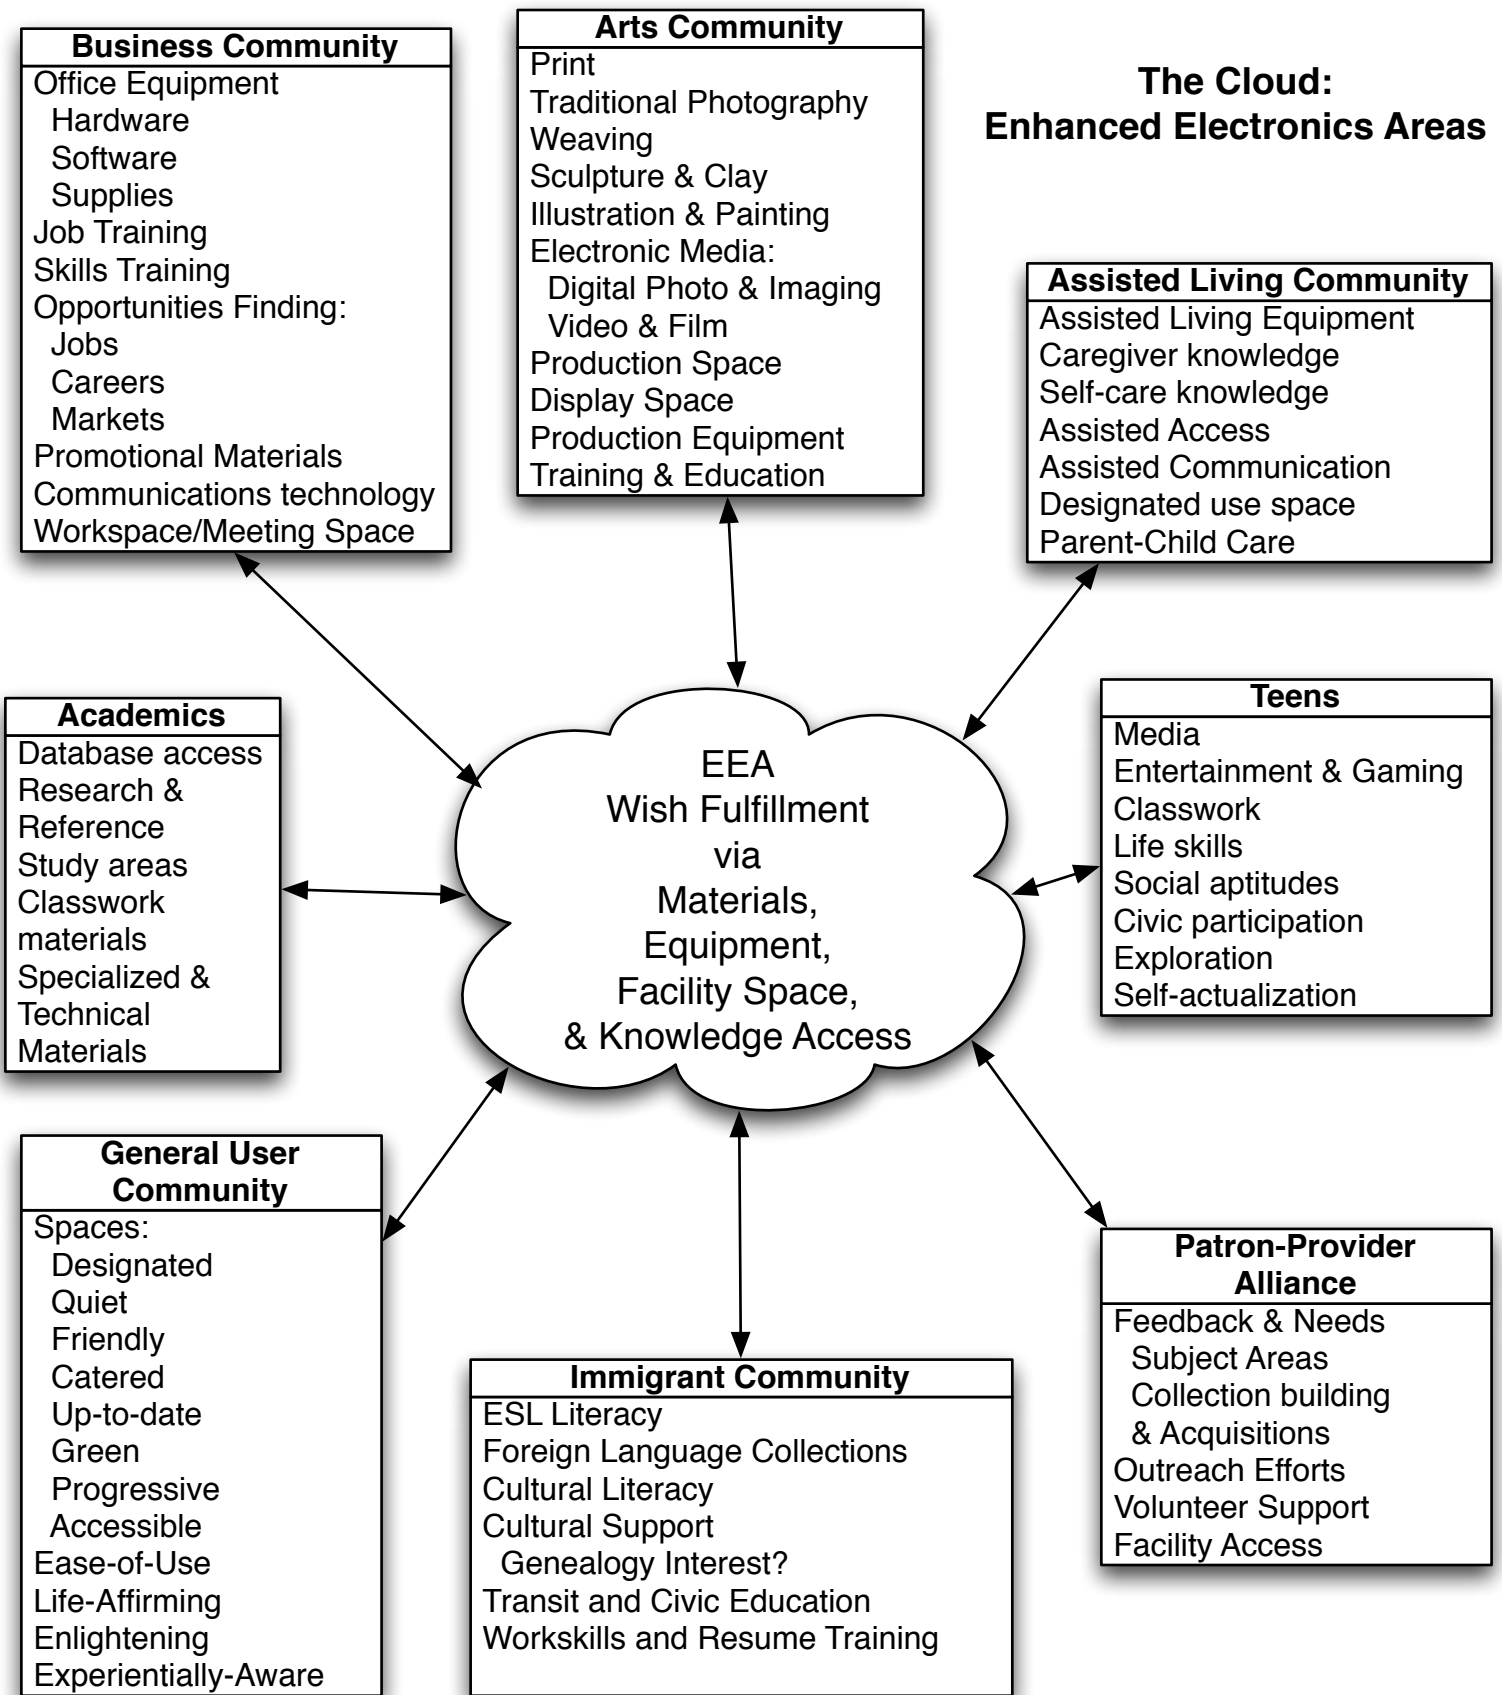 Business Community
Office Equipment
Hardware
Software
Supplies
Job Training
Skills Training
Opportunities Finding:
Jobs
Careers
Markets
Promotional Materials
Communications technology
Workspace/Meeting Space
Arts Community
Print
Traditional Photography
Weaving
Sculpture & Clay
Illustration & Painting
Electronic Media:
Digital Photo & Imaging
Video & Film
Production Space
Display Space
Production Equipment
Training & Education
The Cloud:
Enhanced Electronics Areas
Assisted Living Community
Assisted Living Equipment
Caregiver knowledge
Self-care knowledge
Assisted Access
Assisted Communication
Designated use space
Parent-Child Care
Academics
Database access
Research &
Reference
Study areas
Classwork
materials
Specialized &
Technical
Materials
EEA
Wish Fulfillment
via
Materials,
Equipment,
Facility Space,
& Knowledge Access
Teens
Media
Entertainment & Gaming
Classwork
Life skills
Social aptitudes
Civic participation
Exploration
Self-actualization
General User
Community
Spaces:
Designated
Quiet
Friendly
Catered
Up-to-date
Green
Progressive
Accessible
Ease-of-Use
Life-Affirming
Enlightening
Experientially-Aware
Immigrant Community
ESL Literacy
Foreign Language Collections
Cultural Literacy
Cultural Support
Genealogy Interest?
Transit and Civic Education
Workskills and Resume Training
Patron-Provider
Alliance
Feedback & Needs
Subject Areas
Collection building
& Acquisitions
Outreach Efforts
Volunteer Support
Facility Access